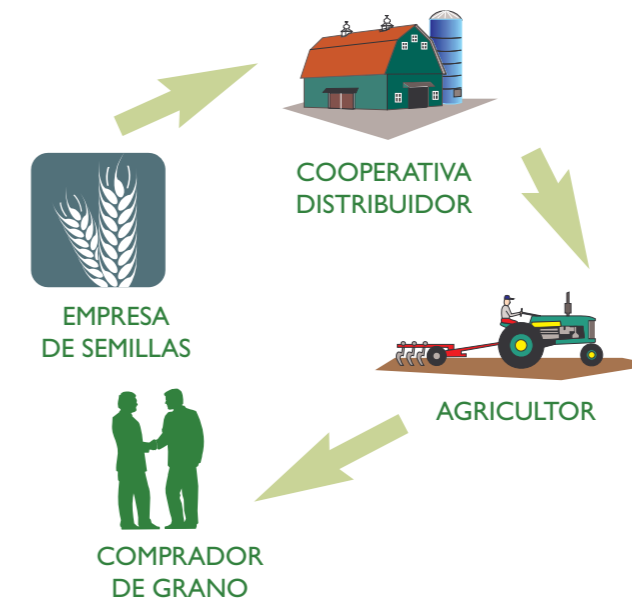 COOPERATIVA
DISTRIBUIDOR
EMPRESA
DE SEMILLAS
AGRICULTOR
COMPRADOR
DE GRANO